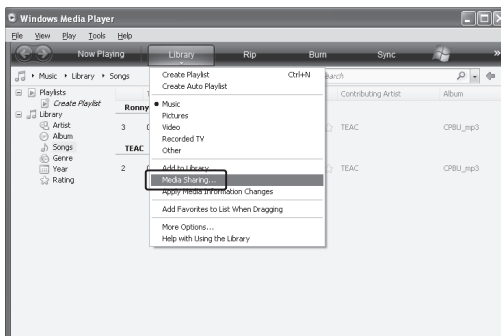 Windows Media Player
File View Play Tools Help
Now Playing Library Rip Burn Sync
Music Library Songs
Create Playlist Ctrl+N
Create Auto Playlist
Music
Pictures
Video
Recorded TV
Other
Add to Library
Media Sharing...
Apply Media Information Changes
Add Favorites to List When Dragging
More Options...
Help with Using the Library
Playlists
Create Playlist
Library
Artist
Album
Songs
Genre
Year
Rating
Ronny
3
TEAC
2
Contributing Artist Album
TEAC CPBU_mp3
TEAC CPBU_mp3